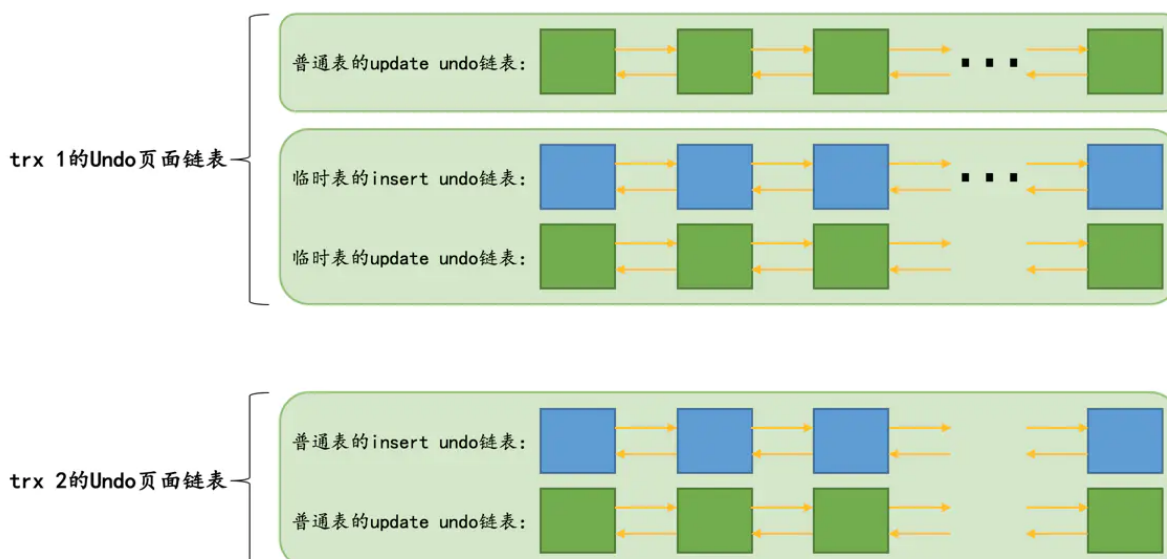 普通表的update undo链表:
trx 1的Undo页面链表
临时表的insert undo链表:
临时表的update undo链表:
普通表的insert undo链表:
trx 2的Undo页面链表
普通表的update undo链表: